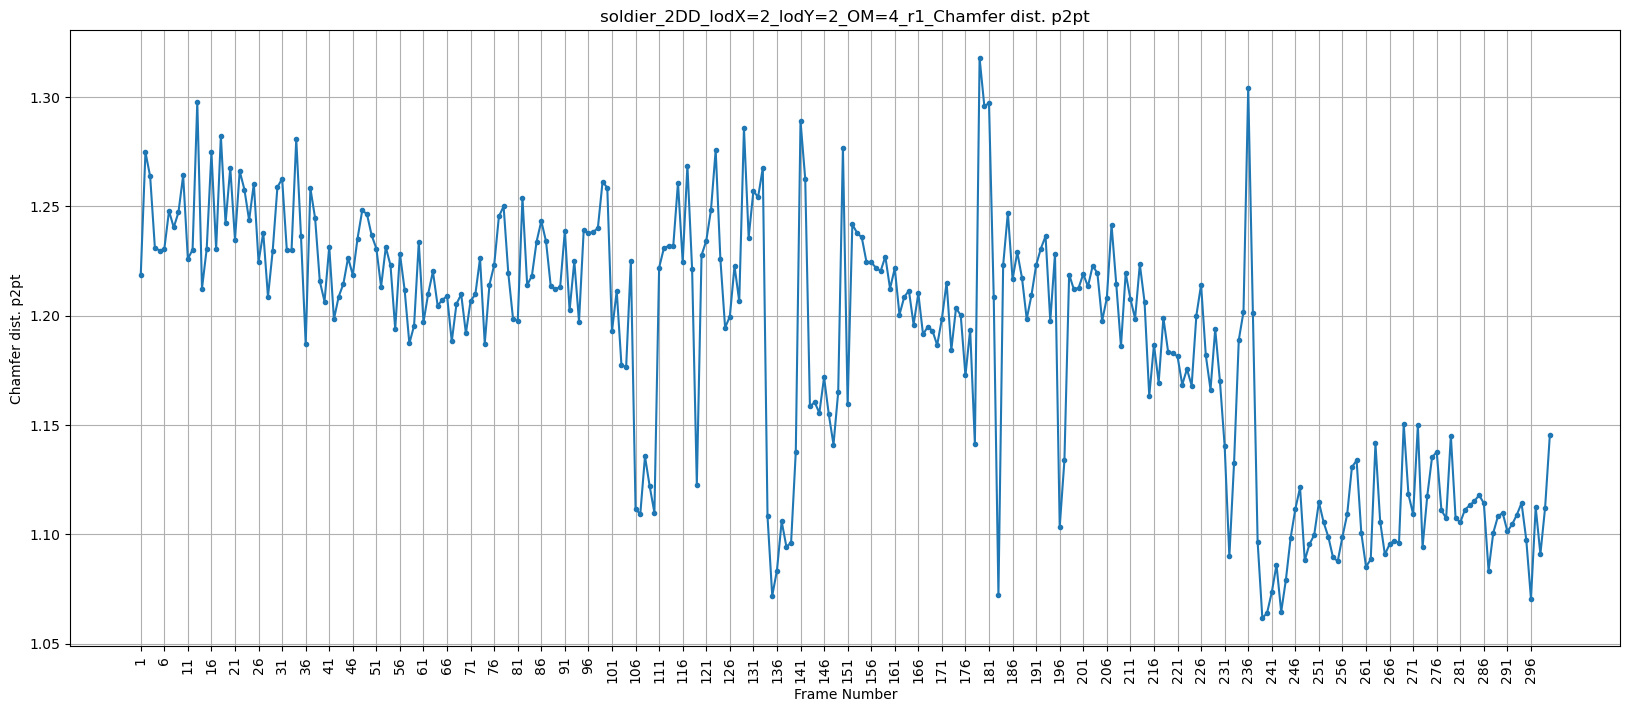 soldier_2DD_lodX=2_lodY=2_OM=4_r1_Chamfer dist. p2pt
1.30
1.25
1.20
1.15
1.10
1.05
Chamfer dist. p2pt
1 6 11 16 21 26 31 36 41 46 51 56 61 66 71 76 81 86 91 96 101 106 111 116 121 126 131 136 141 146 151 156 161 166 171 176 181 186 191 196 201 206 211 216 221 226 231 236 241 246 251 256 261 266 271 276 281 286 291 296
Frame Number